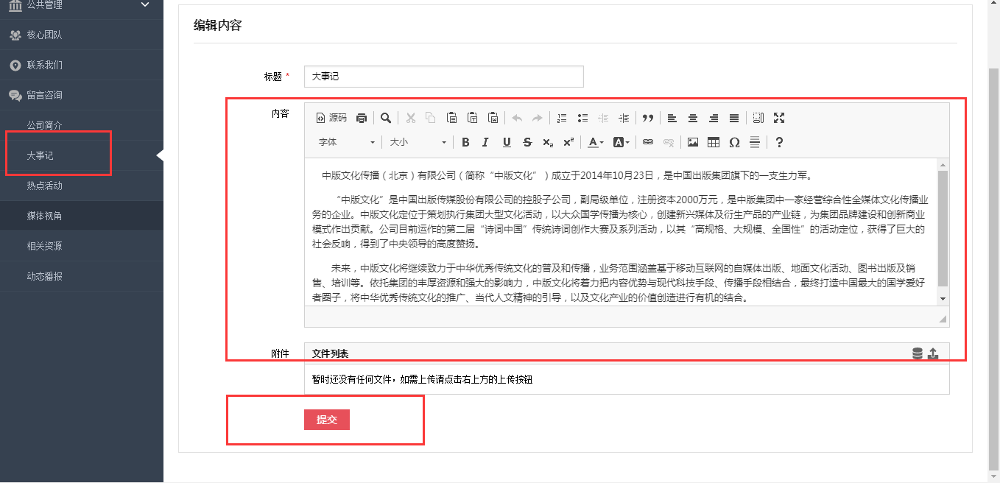 公共管理
核心团队
联系我们
留言咨询
公司简介
大事记
热点活动
媒体视角
相关资源
动态播报
编辑内容
标题 *
大事记
内容
源码
字体 大小
中版文化传播（北京）有限公司（简称“中版文化”）成立于2014年10月23日，是中国出版集团旗下的一支生力军。
“中版文化”是中国出版传媒股份有限公司的控股子公司，副局级单位，注册资本2000万元，是中版集团中一家经营综合性全媒体文化传播业
务的企业。中版文化定位于策划执行集团大型文化活动，以大众国学传播为核心，创建新兴媒体及衍生产品的产业链，为集团品牌建设和创新商业
模式作出贡献。公司目前运作的第二届“诗词中国”传统诗词创作大赛及系列活动，以其“高规格、大规模、全国性”的活动定位，获得了巨大的
社会反响，得到了中央领导的高度赞扬。
未来，中版文化将继续致力于中华优秀传统文化的普及和传播，业务范围涵盖基于移动互联网的自媒体出版、地面文化活动、图书出版及销
售、培训等。依托集团的丰厚资源和强大的影响力，中版文化将着力把内容优势与现代科技手段、传播手段相结合，最终打造中国最大的国学爱好
者圈子，将中华优秀传统文化的推广、当代人文精神的引导，以及文化产业的价值创造进行有机的结合。
附件
文件列表
暂时还没有任何文件，如需上传请点击右上方的上传按钮
提交